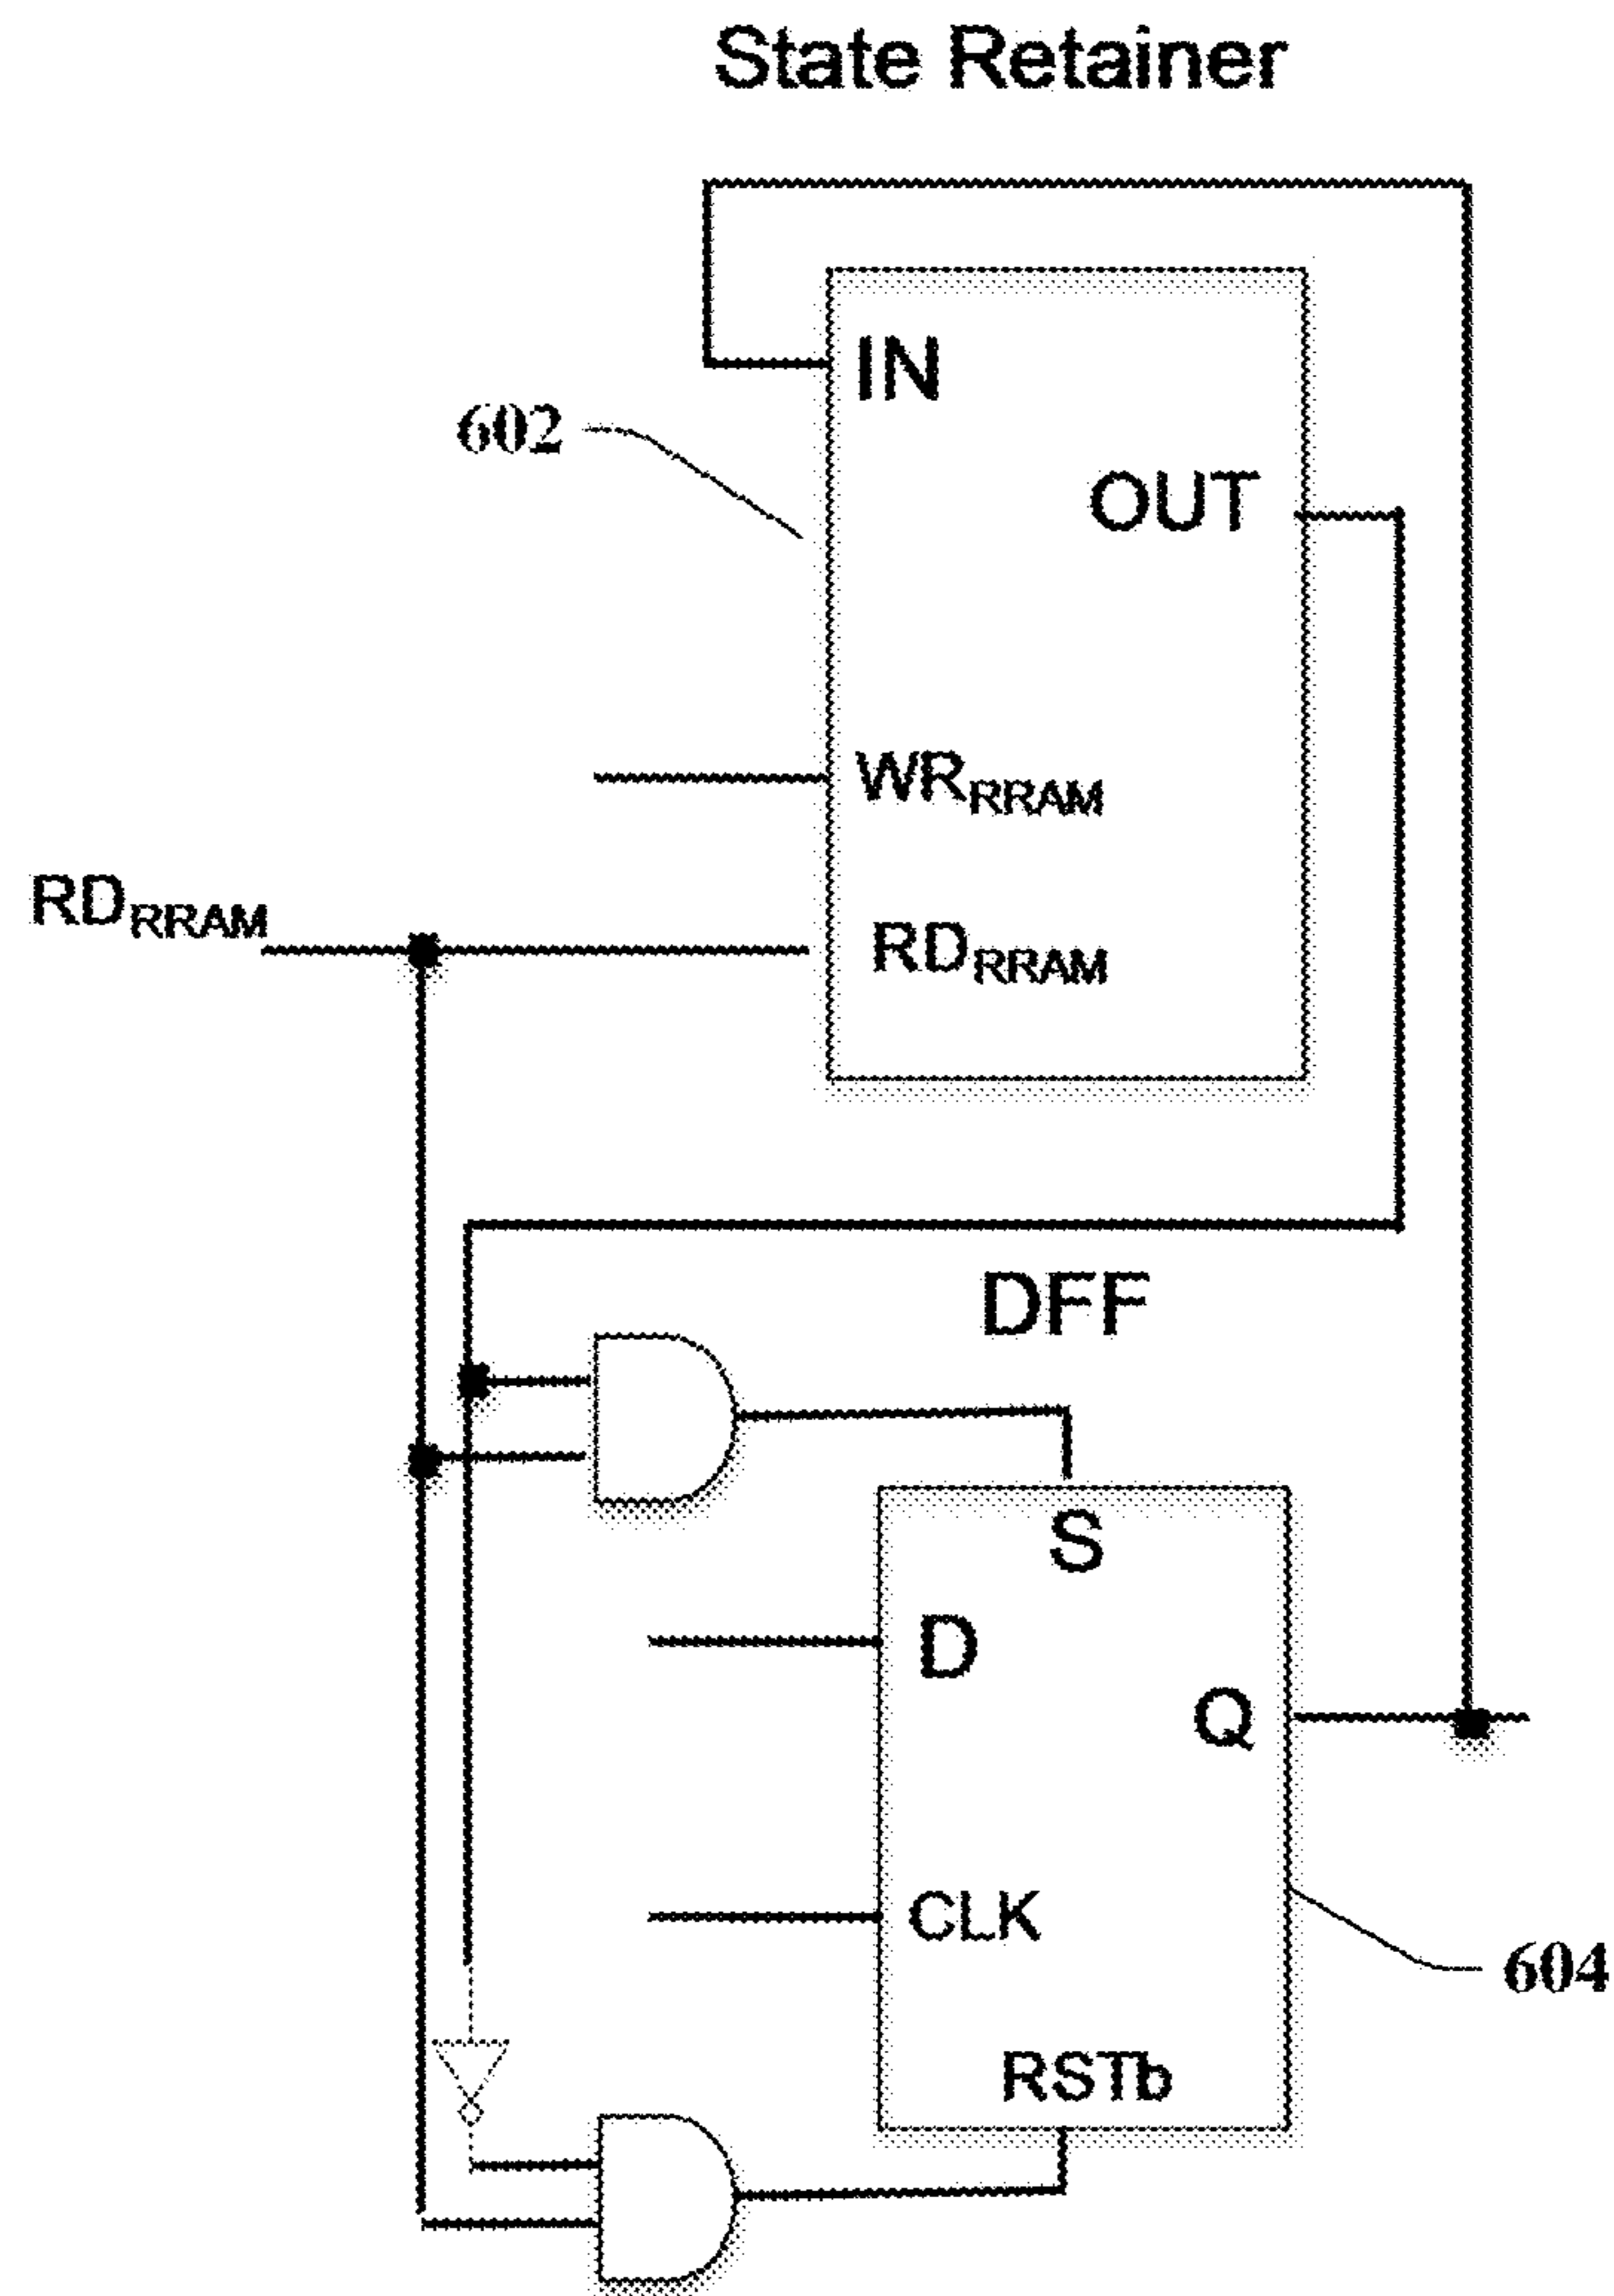 State Retainer
IN
602
OUT
WRRRAM
RDRRAM
RDRRAM
DFF
S
D
Q
CLK
604
RSTb